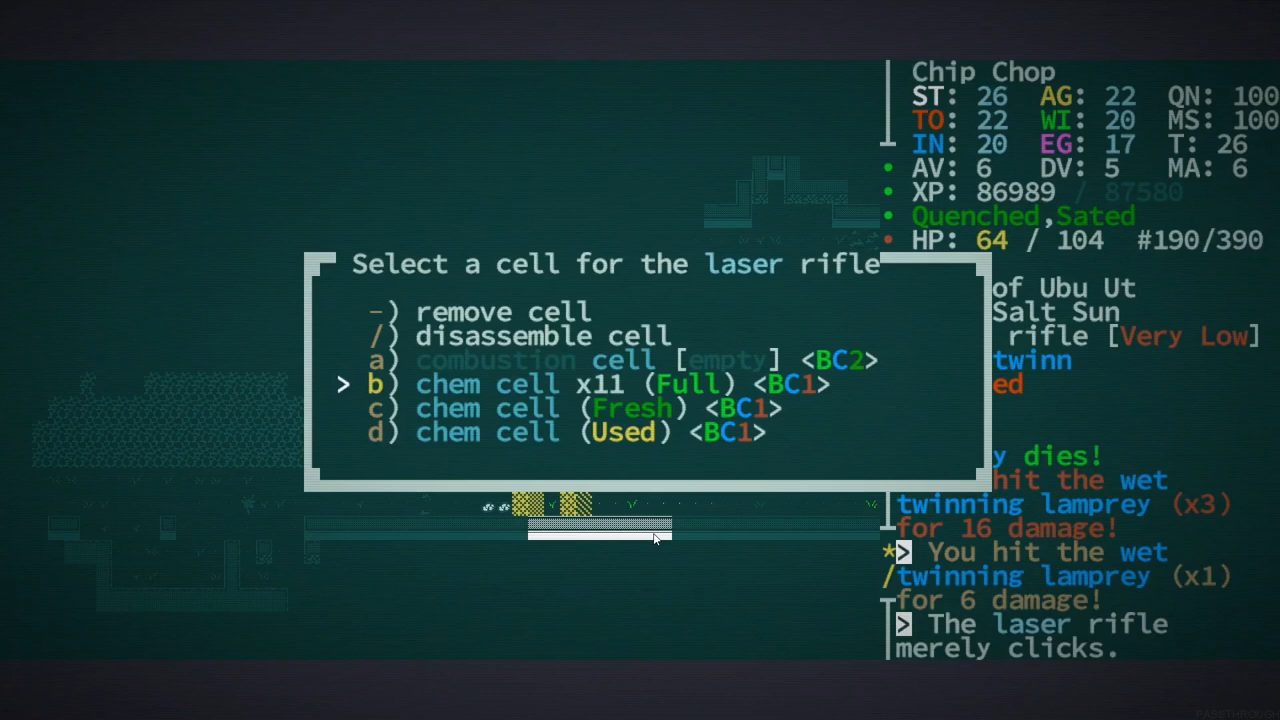 Chip Chop
ST: 26 AG: 22 QN: 100
TO: 22 WI: 20 MS: 100
IN: 20 EG: 17 T: 26
AV: 6 DV: 5 MA: 6
XP: 86989 / 87580
Quenched,Sated
HP: 64 / 104 #190/390
Select a cell for the laser rifle
-) remove cell
/) disassemble cell
a) combustion cell [empty] <BC2>
> b) chem cell x11 (Full) <BC1>
c) chem cell (Fresh) <BC1>
d) chem cell (Used) <BC1>
of Ubu Ut
Salt Sun
rifle [Very Low]
twinn
ed
y dies!
hit the wet
twinning lamprey (x3)
for 16 damage!
*> You hit the wet
/twinning lamprey (x1)
for 6 damage!
> The laser rifle
merely clicks.